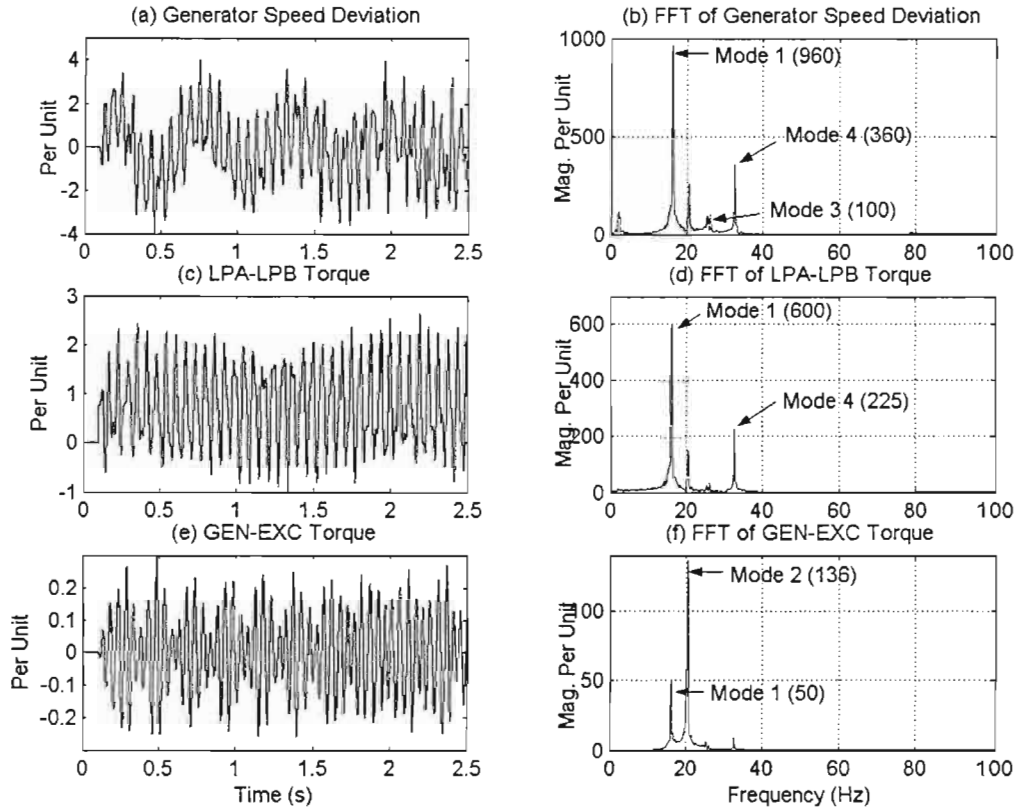 (a) Generator Speed Deviation
4
2
0
-2
-4
Per Unit
0 0.5 1 1.5 2 2.5
(b) FFT of Generator Speed Deviation
1000
500
0
Mag. Per Unit
Mode 1 (960)
Mode 4 (360)
Mode 3 (100)
0 20 40 60 80 100
(c) LPA-LPB Torque
3
2
1
0
-1
Per Unit
0 0.5 1 1.5 2 2.5
(d) FFT of LPA-LPB Torque
600
400
200
0
Mag. Per Unit
Mode 1 (600)
Mode 4 (225)
0 20 40 60 80 100
(e) GEN-EXC Torque
0.2
0.1
0
-0.1
-0.2
Per Unit
0 0.5 1 1.5 2 2.5
Time (s)
(f) FFT of GEN-EXC Torque
100
50
0
Mag. Per Unit
Mode 2 (136)
Mode 1 (50)
0 20 40 60 80 100
Frequency (Hz)